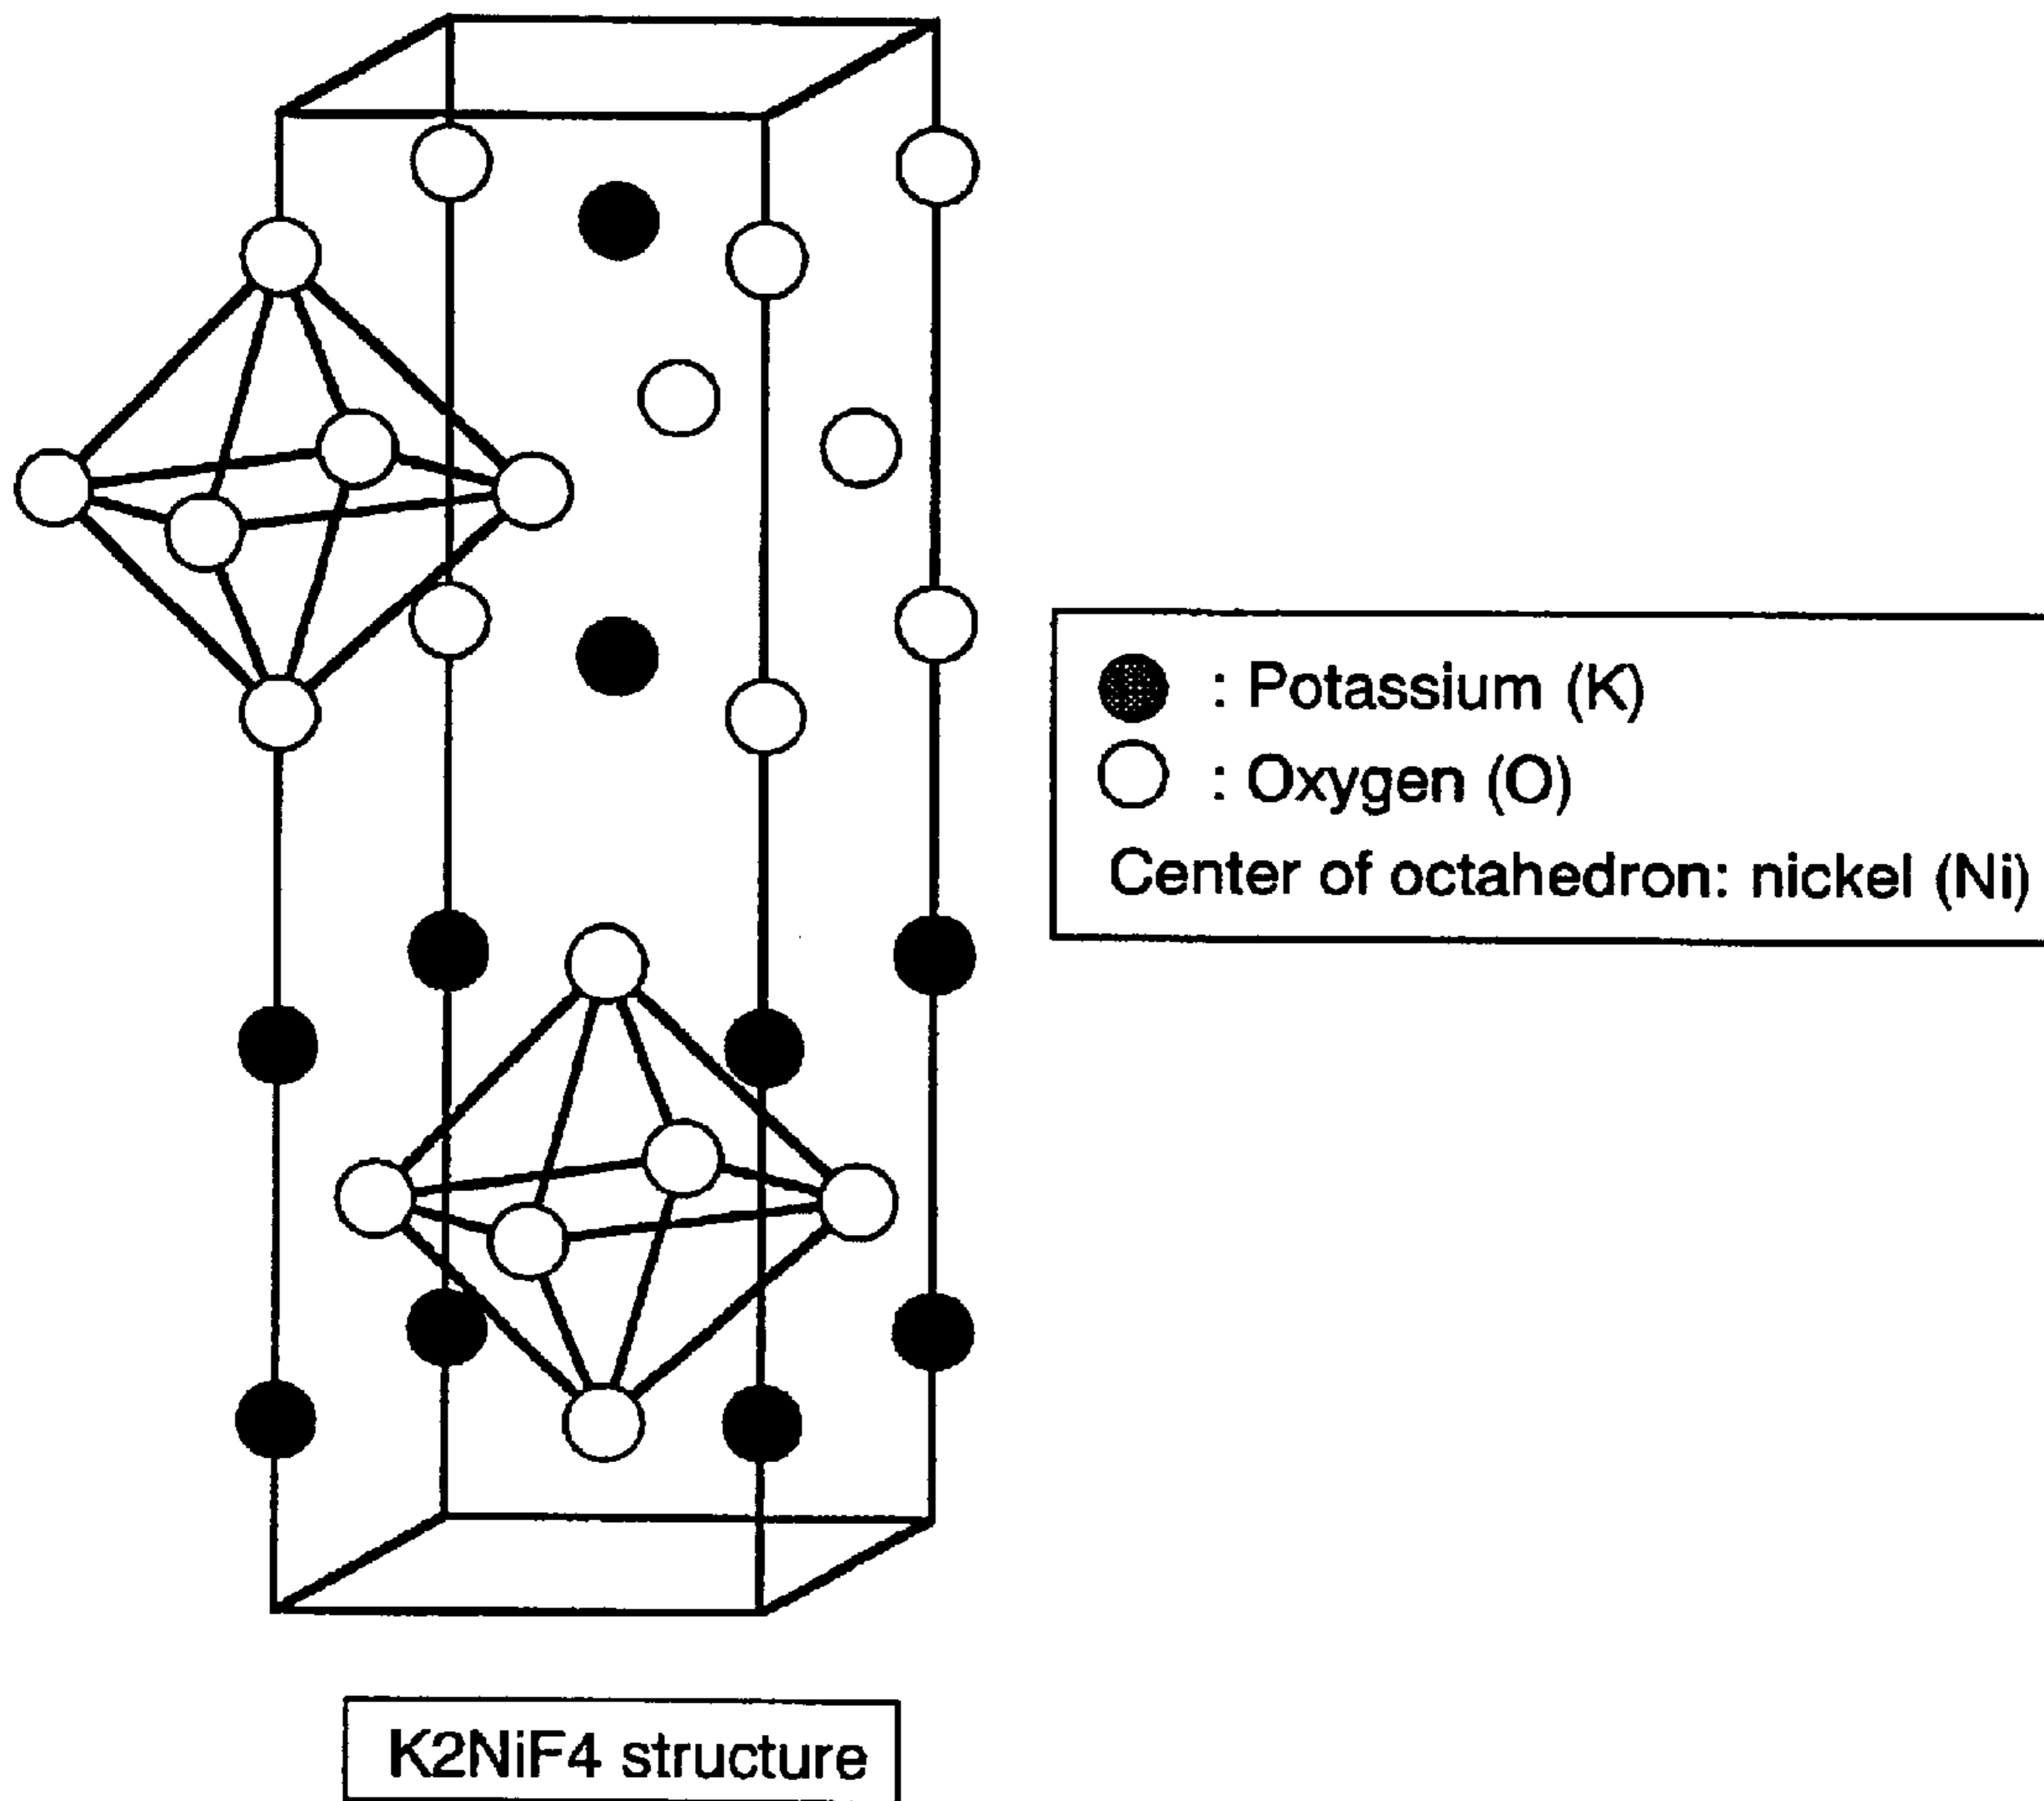 : Potassium (K)
: Oxygen (O)
Center of octahedron: nickel (Ni)
K2NiF4 structure